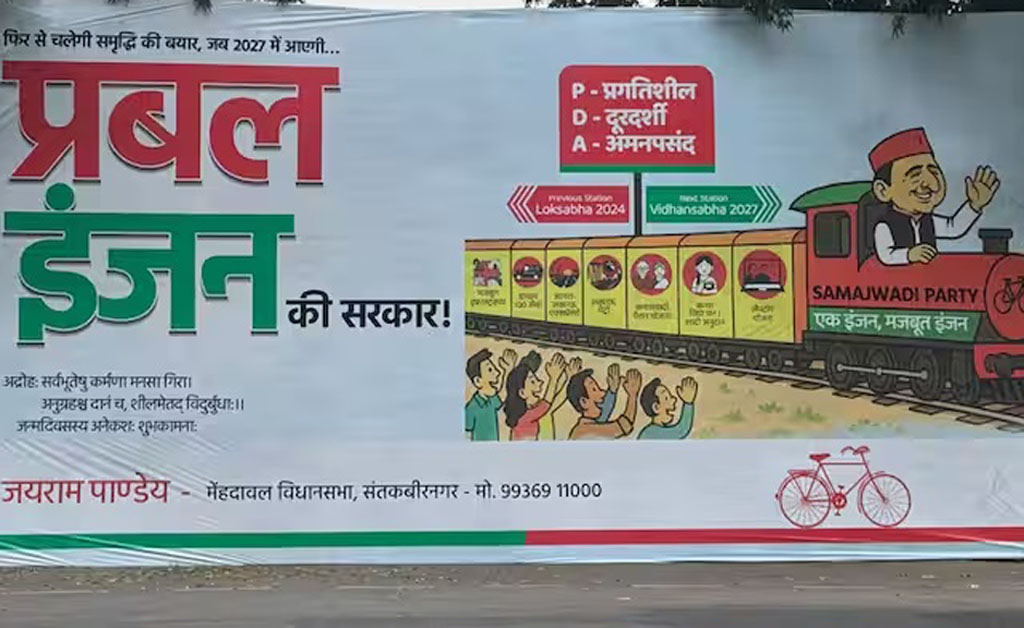 फिर से चलेगी समृद्धि की बयार, जब 2027 में आएगी...
प्रबल
इंजन
की सरकार!
अद्रोहः सर्वभूतेषु कर्मणा मनसा गिरा।
अनुग्रहश्च दानं च, शीलमेतद् विदुर्बुधाः।।
जन्मदिवसस्य अनेकशः शुभकामनाः
P - प्रगतिशील
D - दूरदर्शी
A - अमनपसंद
Previous Station
Loksabha 2024
Next Station
Vidhansabha 2027
SAMAJWADI PARTY
एक इंजन, मजबूत इंजन
जयराम पाण्डेय - मेंहदावल विधानसभा, संतकबीरनगर - मो. 99369 11000